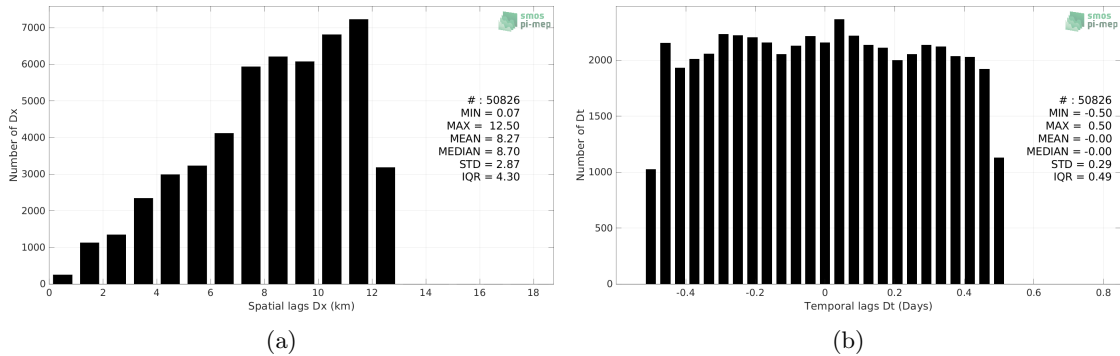 7000
6000
5000
4000
3000
2000
1000
0
Number of Dx
smos
pi-mep
# : 50826
MIN = 0.07
MAX = 12.50
MEAN = 8.27
MEDIAN = 8.70
STD = 2.87
IQR = 4.30
0 2 4 6 8 10 12 14 16 18
Spatial lags Dx (km)
(a)
2000
1500
1000
500
0
Number of Dt
smos
pi-mep
# : 50826
MIN = -0.50
MAX = 0.50
MEAN = -0.00
MEDIAN = -0.00
STD = 0.29
IQR = 0.49
-0.4 -0.2 0 0.2 0.4 0.6 0.8
Temporal lags Dt (Days)
(b)